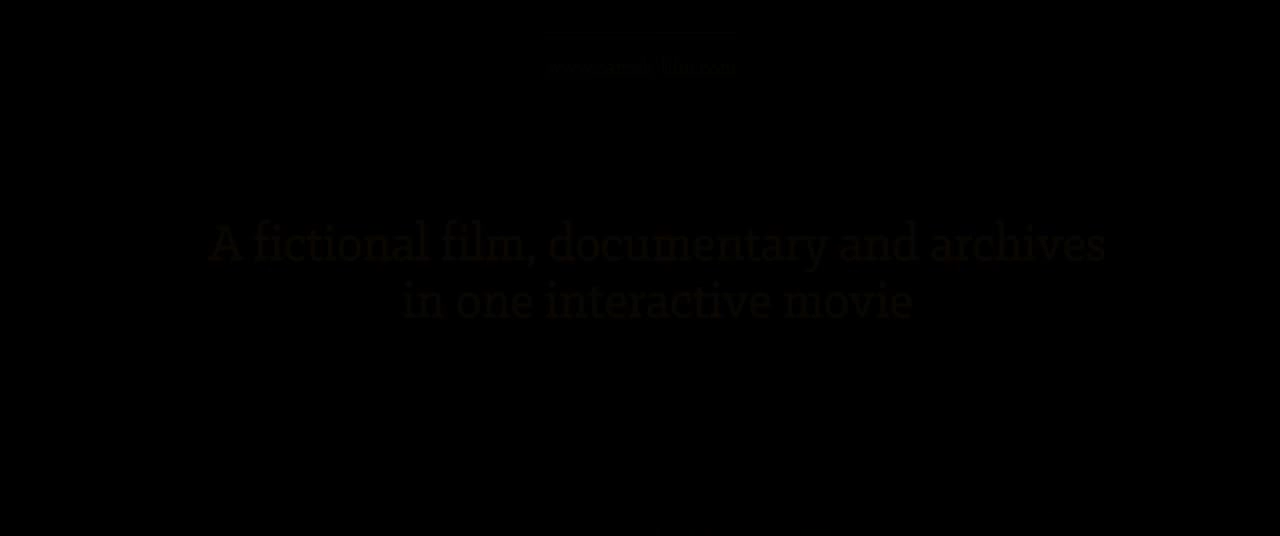 A fictional film, documentary and archives
in one interactive movie